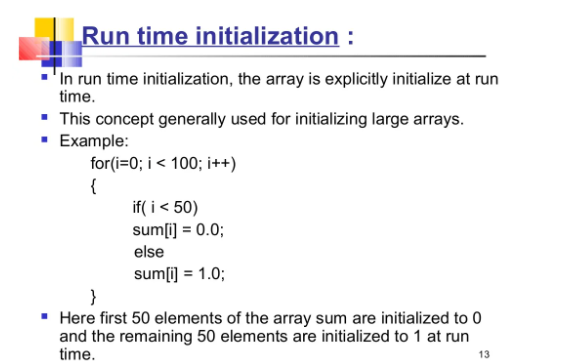 Run time initialization :
In run time initialization, the array is explicitly initialize at run
time.
This concept generally used for initializing large arrays.
Example:
for(i=0; i < 100; i++)
{
if( i < 50)
sum[i] = 0.0;
else
sum[i] = 1.0;
}
Here first 50 elements of the array sum are initialized to 0
and the remaining 50 elements are initialized to 1 at run
time.
13